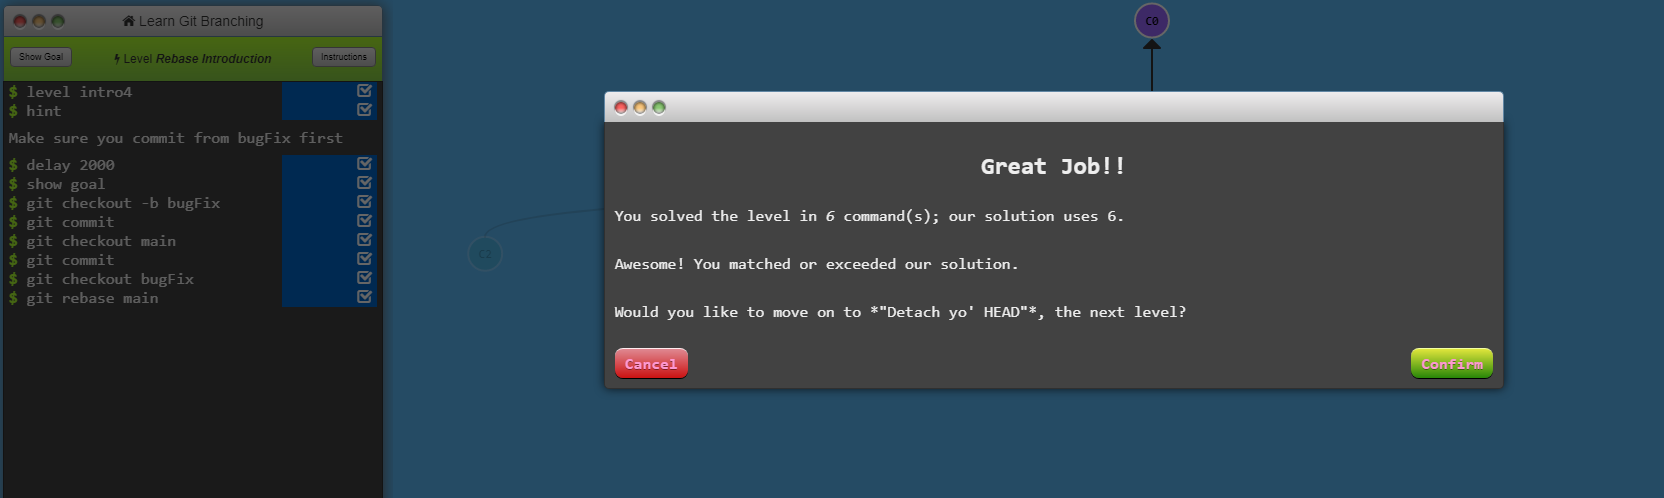 Learn Git Branching
Show Goal
Level Rebase Introduction
Instructions
$ level intro4
$ hint
Make sure you commit from bugFix first
$ delay 2000
$ show goal
$ git checkout -b bugFix
$ git commit
$ git checkout main
$ git commit
$ git checkout bugFix
$ git rebase main
C0
C2
Great Job!!
You solved the level in 6 command(s); our solution uses 6.
Awesome! You matched or exceeded our solution.
Would you like to move on to *"Detach yo' HEAD"*, the next level?
Cancel
Confirm